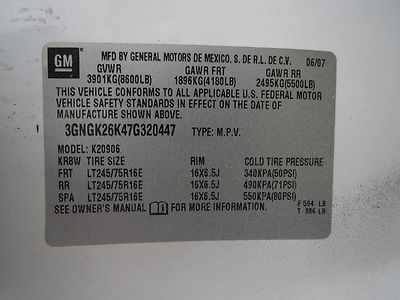 GM
MFD BY GENERAL MOTORS DE MEXICO, S. DE R.L. DE C.V. 06/07
GVWR GAWR FRT GAWR RR
3901KG(8600LB) 1896KG(4180LB) 2495KG(5500LB)
THIS VEHICLE CONFORMS TO ALL APPLICABLE U.S. FEDERAL MOTOR
VEHICLE SAFETY STANDARDS IN EFFECT ON THE DATE OF
MANUFACTURE SHOWN ABOVE.
3GNGK26K47G320447 TYPE: M.P.V.
MODEL: K20906
KR8W TIRE SIZE RIM COLD TIRE PRESSURE
FRT LT245/75R16E 16X6.5J 340KPA(50PSI)
RR LT245/75R16E 16X6.5J 490KPA(71PSI)
SPA LT245/75R16E 16X6.5J 550KPA(80PSI)
SEE OWNER'S MANUAL FOR MORE INFORMATION. F 594 LB
T 986 LB